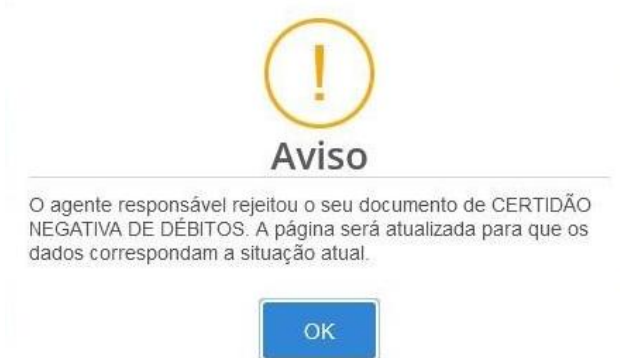 !
Aviso
O agente responsável rejeitou o seu documento de CERTIDÃO
NEGATIVA DE DÉBITOS. A página será atualizada para que os
dados correspondam a situação atual.
OK